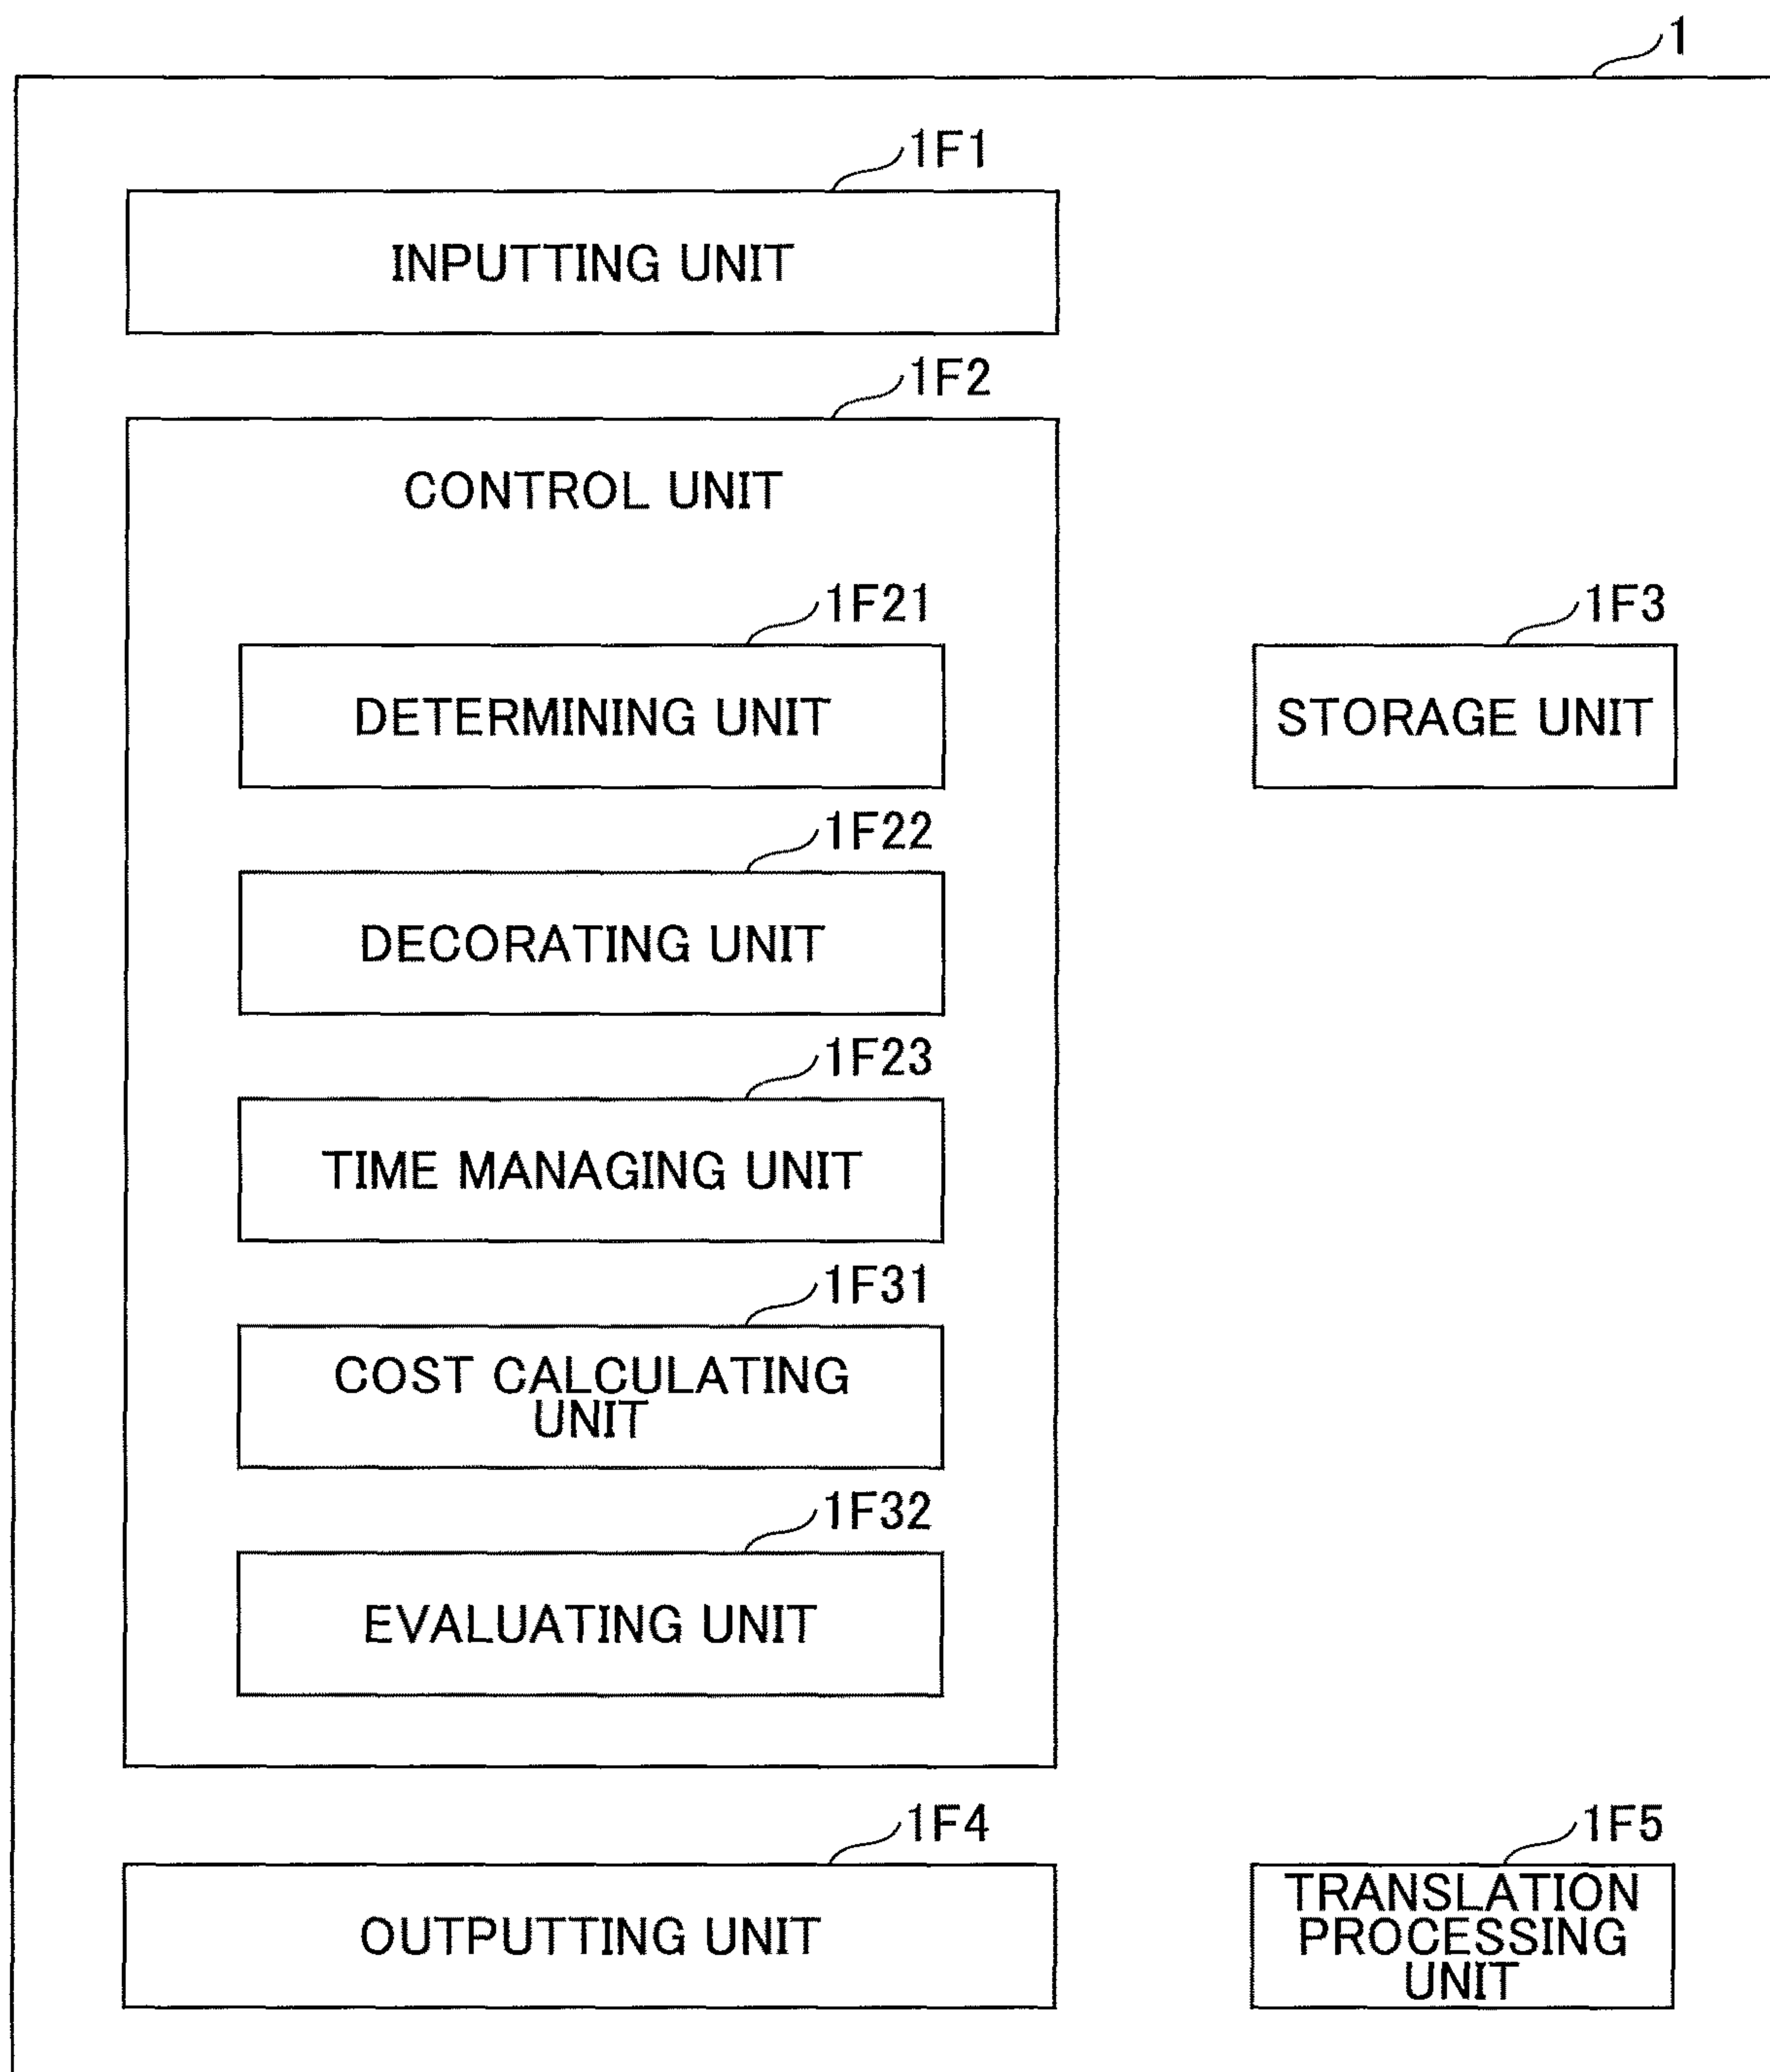 1
1F1
INPUTTING UNIT
1F2
CONTROL UNIT
1F21
DETERMINING UNIT
1F3
STORAGE UNIT
1F22
DECORATING UNIT
1F23
TIME MANAGING UNIT
1F31
COST CALCULATING
UNIT
1F32
EVALUATING UNIT
1F4
OUTPUTTING UNIT
1F5
TRANSLATION
PROCESSING
UNIT